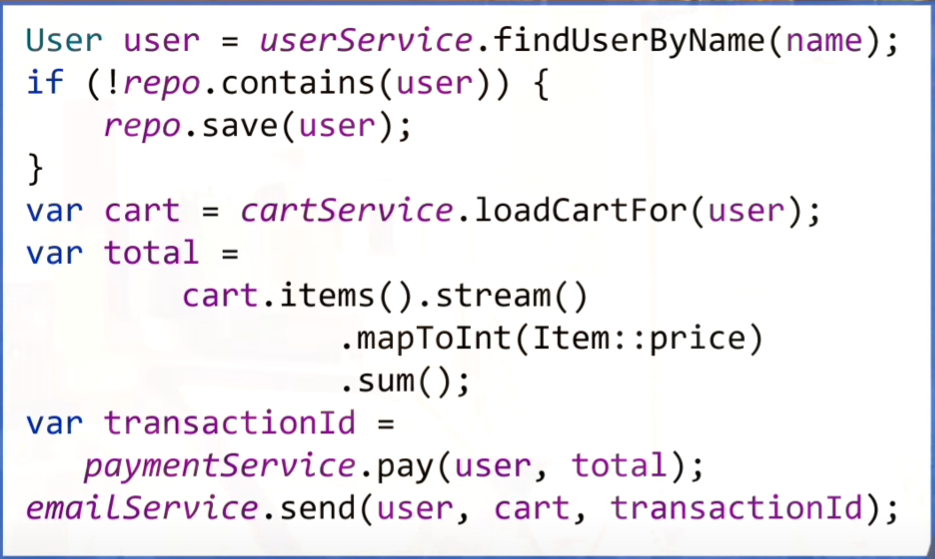 User user = userService.findUserByName(name);
if (!repo.contains(user)) {
    repo.save(user);
}
var cart = cartService.loadCartFor(user);
var total =
        cart.items().stream()
                .mapToInt(Item::price)
                .sum();
var transactionId =
   paymentService.pay(user, total);
emailService.send(user, cart, transactionId);